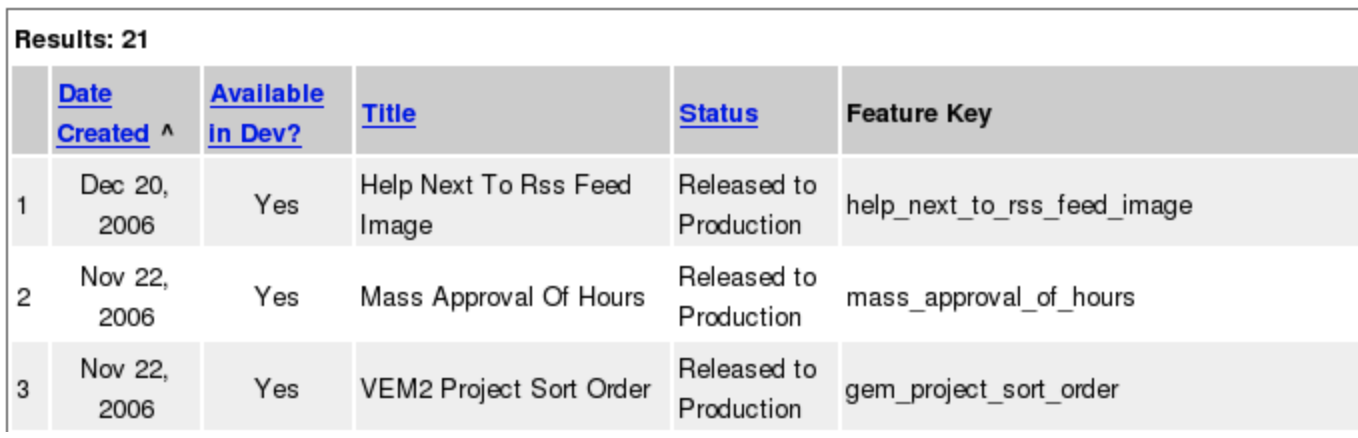 Results: 21
Date Created ^ Available in Dev? Title Status Feature Key
1 Dec 20, 2006 Yes Help Next To Rss Feed Image Released to Production help_next_to_rss_feed_image
2 Nov 22, 2006 Yes Mass Approval Of Hours Released to Production mass_approval_of_hours
3 Nov 22, 2006 Yes VEM2 Project Sort Order Released to Production gem_project_sort_order